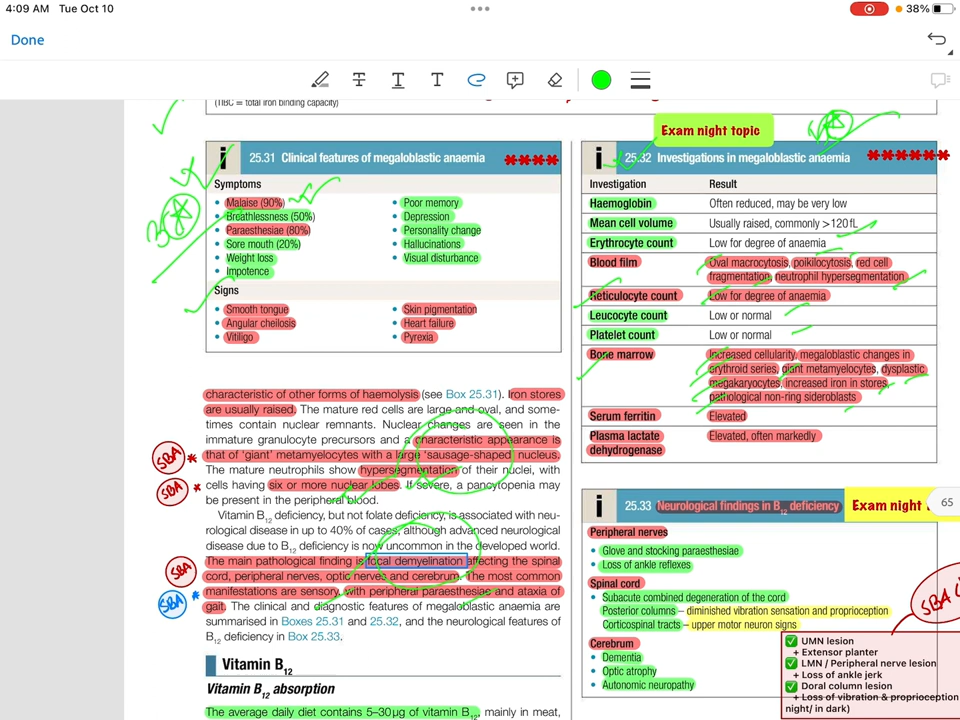 4:09 AM Tue Oct 10
38%
Done
(TIBC = total iron binding capacity)
Exam night topic
25.31 Clinical features of megaloblastic anaemia
Symptoms
• Malaise (90%)
• Breathlessness (50%)
• Paraesthesiae (80%)
• Sore mouth (20%)
• Weight loss
• Impotence
• Poor memory
• Depression
• Personality change
• Hallucinations
• Visual disturbance
Signs
• Smooth tongue
• Angular cheilosis
• Vitiligo
• Skin pigmentation
• Heart failure
• Pyrexia
characteristic of other forms of haemolysis (see Box 25.31). Iron stores
are usually raised. The mature red cells are large and oval, and some-
times contain nuclear remnants. Nuclear changes are seen in the
immature granulocyte precursors and a characteristic appearance is
that of 'giant' metamyelocytes with a large 'sausage-shaped' nucleus.
The mature neutrophils show hypersegmentation of their nuclei, with
cells having six or more nuclear lobes. If severe, a pancytopenia may
be present in the peripheral blood.
Vitamin B12 deficiency, but not folate deficiency, is associated with neu-
rological disease in up to 40% of cases, although advanced neurological
disease due to B12 deficiency is now uncommon in the developed world.
The main pathological finding is focal demyelination affecting the spinal
cord, peripheral nerves, optic nerves and cerebrum. The most common
manifestations are sensory, with peripheral paraesthesiae and ataxia of
gait. The clinical and diagnostic features of megaloblastic anaemia are
summarised in Boxes 25.31 and 25.32, and the neurological features of
B12 deficiency in Box 25.33.
SBA *
SBA *
SBA
SBA *
Vitamin B12
Vitamin B12 absorption
The average daily diet contains 5–30 µg of vitamin B12, mainly in meat,
25.32 Investigations in megaloblastic anaemia
Investigation Result
Haemoglobin Often reduced, may be very low
Mean cell volume Usually raised, commonly >120 fL
Erythrocyte count Low for degree of anaemia
Blood film Oval macrocytosis, poikilocytosis, red cell
fragmentation, neutrophil hypersegmentation
Reticulocyte count Low for degree of anaemia
Leucocyte count Low or normal
Platelet count Low or normal
Bone marrow Increased cellularity, megaloblastic changes in
erythroid series, giant metamyelocytes, dysplastic
megakaryocytes, increased iron in stores,
pathological non-ring sideroblasts
Serum ferritin Elevated
Plasma lactate Elevated, often markedly
dehydrogenase
25.33 Neurological findings in B12 deficiency
Exam night
65
Peripheral nerves
• Glove and stocking paraesthesiae
• Loss of ankle reflexes
Spinal cord
• Subacute combined degeneration of the cord
Posterior columns – diminished vibration sensation and proprioception
Corticospinal tracts – upper motor neuron signs
Cerebrum
• Dementia
• Optic atrophy
• Autonomic neuropathy
SBA
UMN lesion
+ Extensor planter
LMN / Peripheral nerve lesion
+ Loss of ankle jerk
Doral column lesion
+ Loss of vibration & proprioception
night/ in dark)